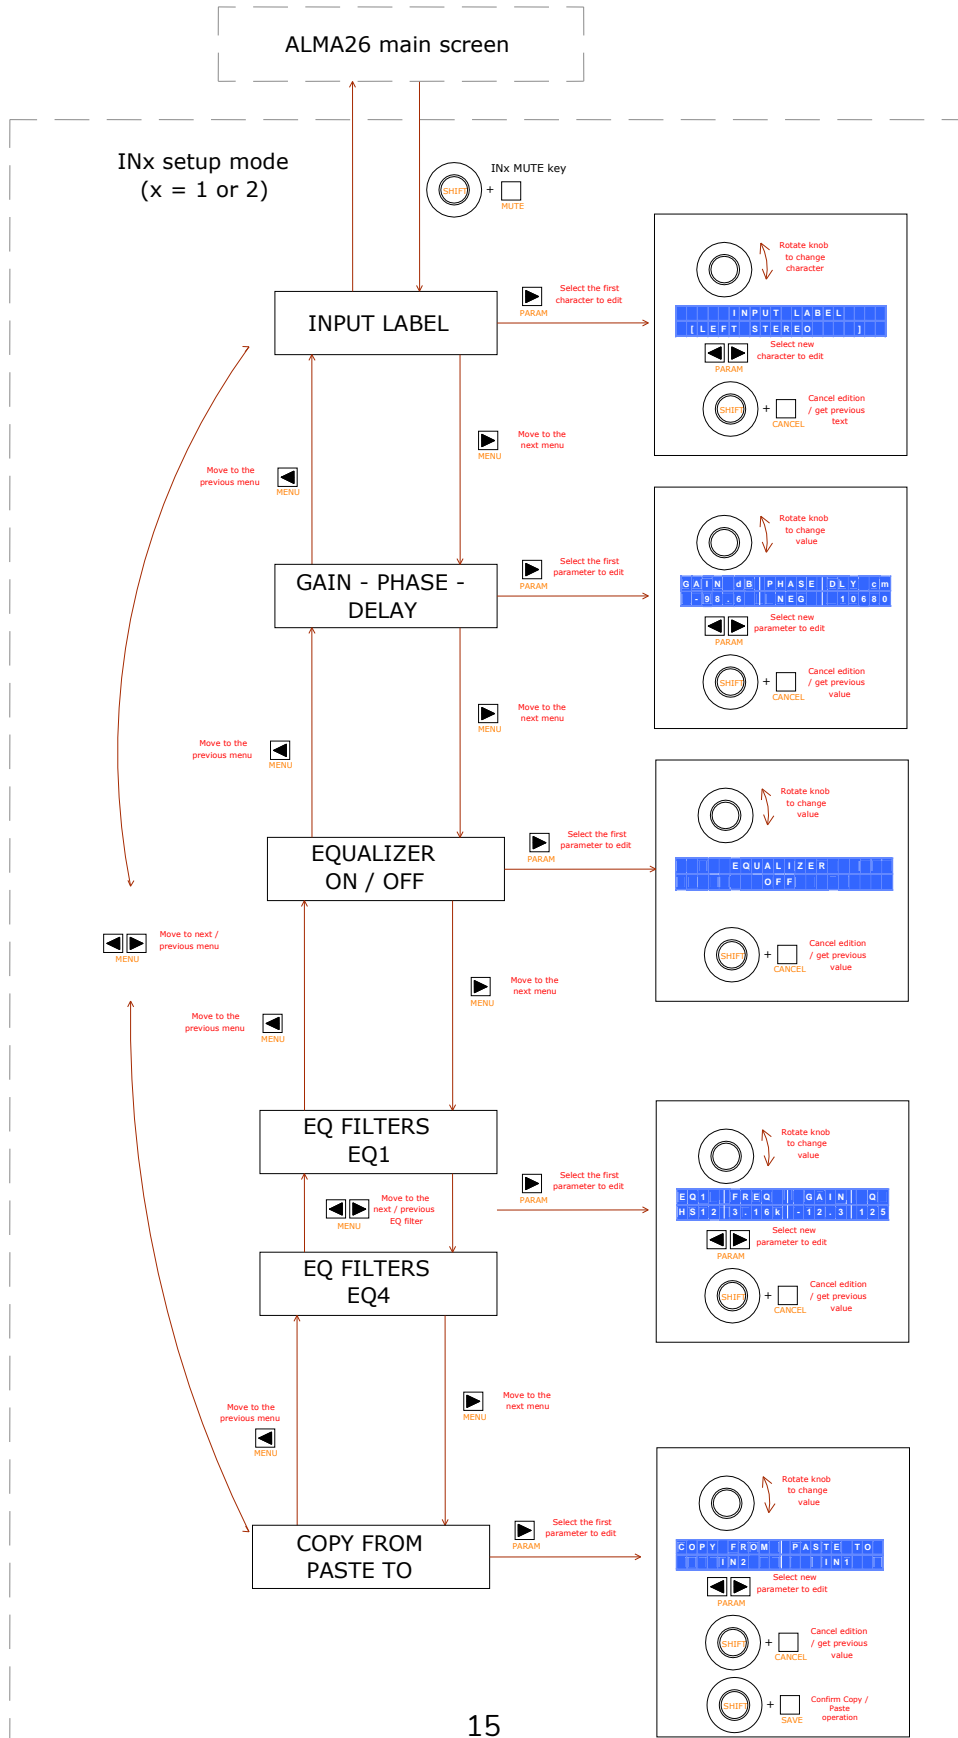 ALMA26 main screen
INx setup mode
(x = 1 or 2)
INx MUTE key
SHIFT
+
MUTE
INPUT LABEL
Select the first
character to edit
PARAM
Rotate knob
to change
character
INPUT LABEL
[LEFT STEREO ]
Select new
character to edit
PARAM
SHIFT
+
CANCEL
Cancel edition
/ get previous
text
Move to the
previous menu
MENU
Move to the
next menu
MENU
GAIN - PHASE -
DELAY
Select the first
parameter to edit
PARAM
Rotate knob
to change
value
GAIN dB|PHASE|DLY cm
-98.6 | NEG | 10680
Select new
parameter to edit
PARAM
SHIFT
+
CANCEL
Cancel edition
/ get previous
value
Move to the
previous menu
MENU
Move to the
next menu
MENU
EQUALIZER
ON / OFF
Select the first
parameter to edit
PARAM
Rotate knob
to change
value
EQUALIZER
OFF
SHIFT
+
CANCEL
Cancel edition
/ get previous
value
Move to next /
previous menu
MENU
Move to the
next menu
MENU
Move to the
previous menu
MENU
EQ FILTERS
EQ1
Select the first
parameter to edit
PARAM
Rotate knob
to change
value
EQ1 |FREQ | GAIN| Q
HS12|3.16k|-12.3|125
Select new
parameter to edit
PARAM
SHIFT
+
CANCEL
Cancel edition
/ get previous
value
Move to the
next / previous
EQ filter
MENU
EQ FILTERS
EQ4
Move to the
previous menu
MENU
Move to the
next menu
MENU
COPY FROM
PASTE TO
Select the first
parameter to edit
PARAM
Rotate knob
to change
value
COPY FROM | PASTE TO
IN2 | IN1
Select new
parameter to edit
PARAM
SHIFT
+
CANCEL
Cancel edition
/ get previous
value
SHIFT
+
SAVE
Confirm Copy /
Paste
operation
15